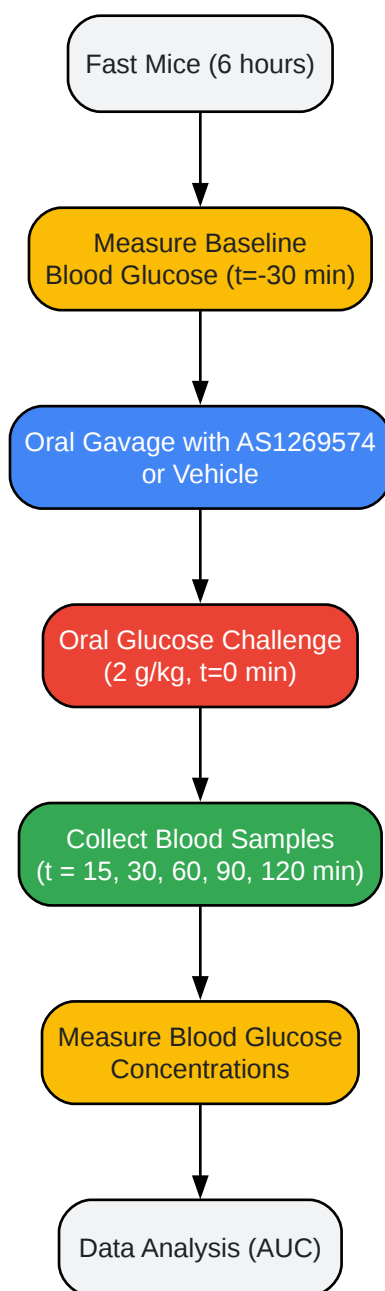 Fast Mice (6 hours)
Measure Baseline
Blood Glucose (t=-30 min)
Oral Gavage with AS1269574
or Vehicle
Oral Glucose Challenge
(2 g/kg, t=0 min)
Collect Blood Samples
(t = 15, 30, 60, 90, 120 min)
Measure Blood Glucose
Concentrations
Data Analysis (AUC)